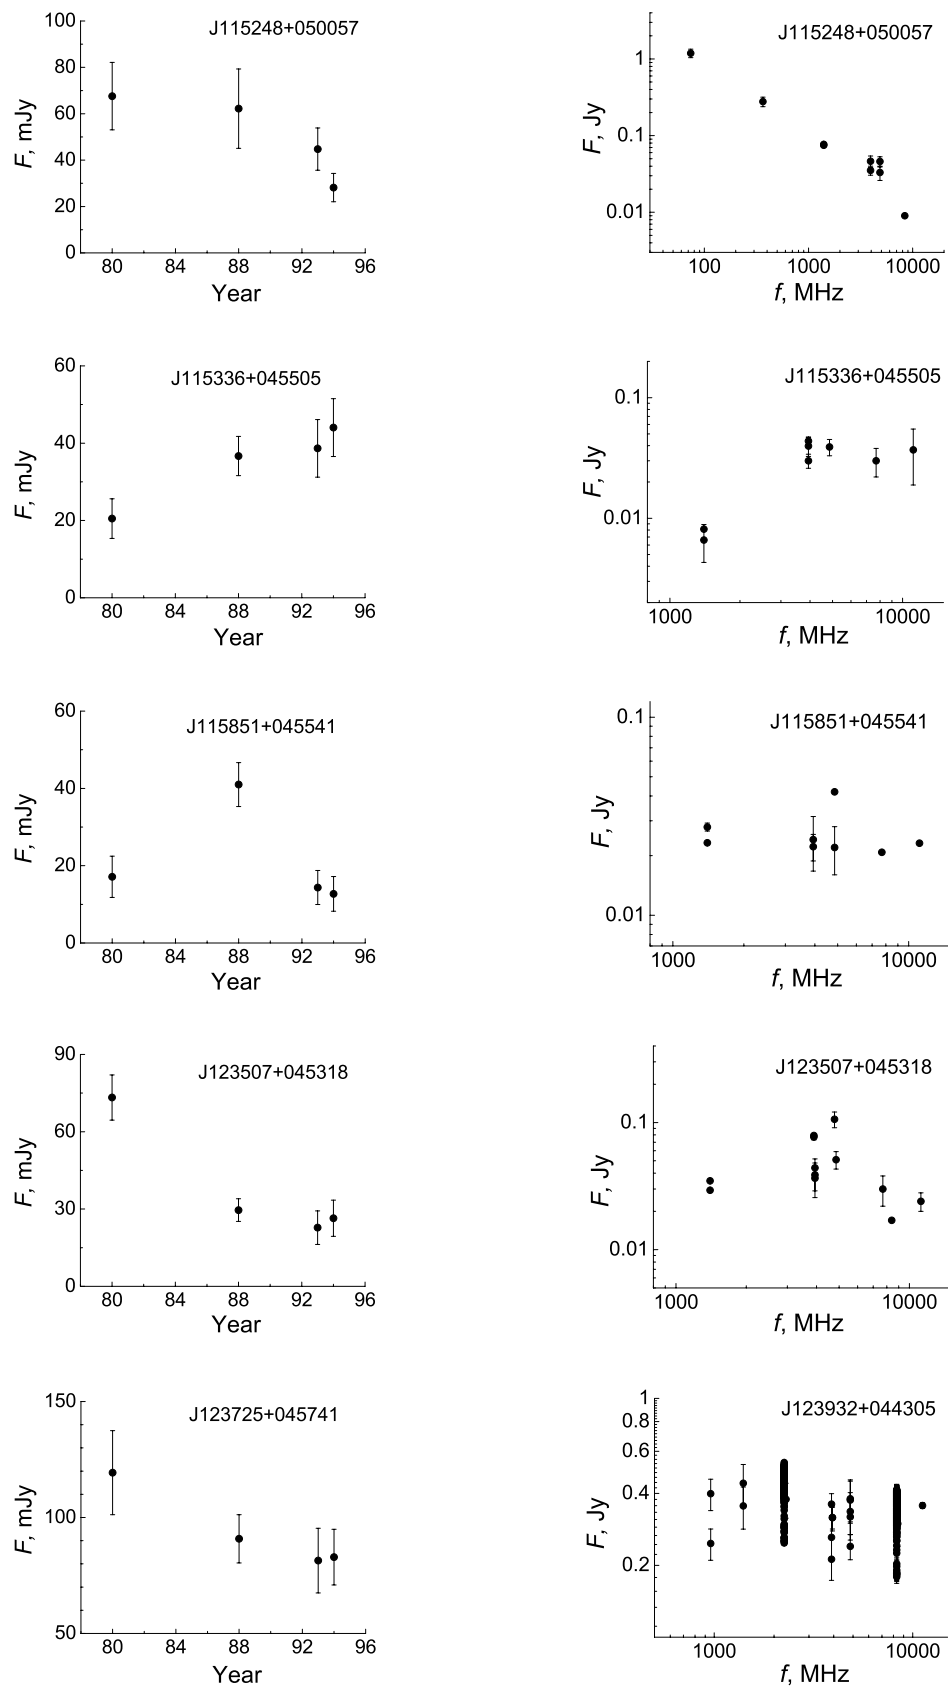 J115248+050057
100
80
60
40
20
0
F, mJy
80 84 88 92 96
Year
J115248+050057
1
0.1
0.01
F, Jy
100 1000 10000
f, MHz
J115336+045505
60
40
20
0
F, mJy
80 84 88 92 96
Year
J115336+045505
0.1
0.01
F, Jy
1000 10000
f, MHz
J115851+045541
60
40
20
0
F, mJy
80 84 88 92 96
Year
J115851+045541
0.1
0.01
F, Jy
1000 10000
f, MHz
J123507+045318
90
60
30
0
F, mJy
80 84 88 92 96
Year
J123507+045318
0.1
0.01
F, Jy
1000 10000
f, MHz
J123725+045741
150
100
50
F, mJy
80 84 88 92 96
Year
J123932+044305
1
0.8
0.6
0.4
0.2
F, Jy
1000 10000
f, MHz